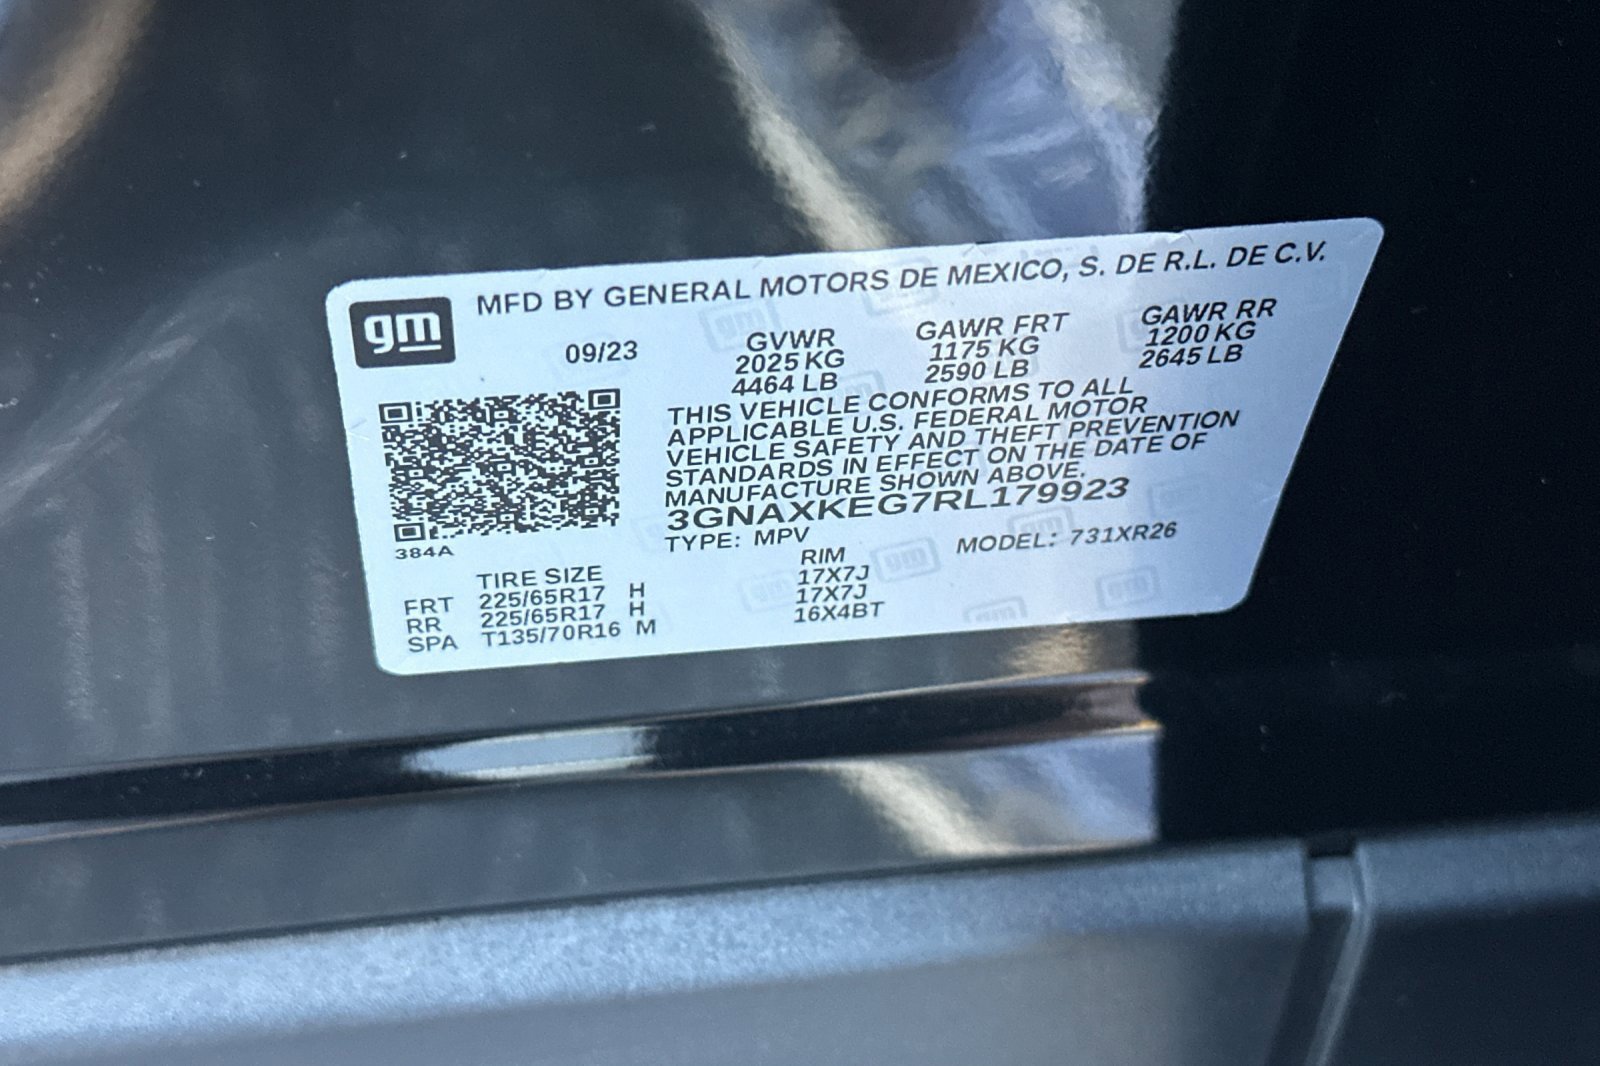 gm
MFD BY GENERAL MOTORS DE MEXICO, S. DE R.L. DE C.V.
09/23
GVWR
2025 KG
4464 LB
GAWR FRT
1175 KG
2590 LB
GAWR RR
1200 KG
2645 LB
THIS VEHICLE CONFORMS TO ALL
APPLICABLE U.S. FEDERAL MOTOR
VEHICLE SAFETY AND THEFT PREVENTION
STANDARDS IN EFFECT ON THE DATE OF
MANUFACTURE SHOWN ABOVE.
3GNAXKEG7RL179923
TYPE: MPV MODEL: 731XR26
384A
TIRE SIZE RIM
FRT 225/65R17 H 17X7J
RR 225/65R17 H 17X7J
SPA T135/70R16 M 16X4BT